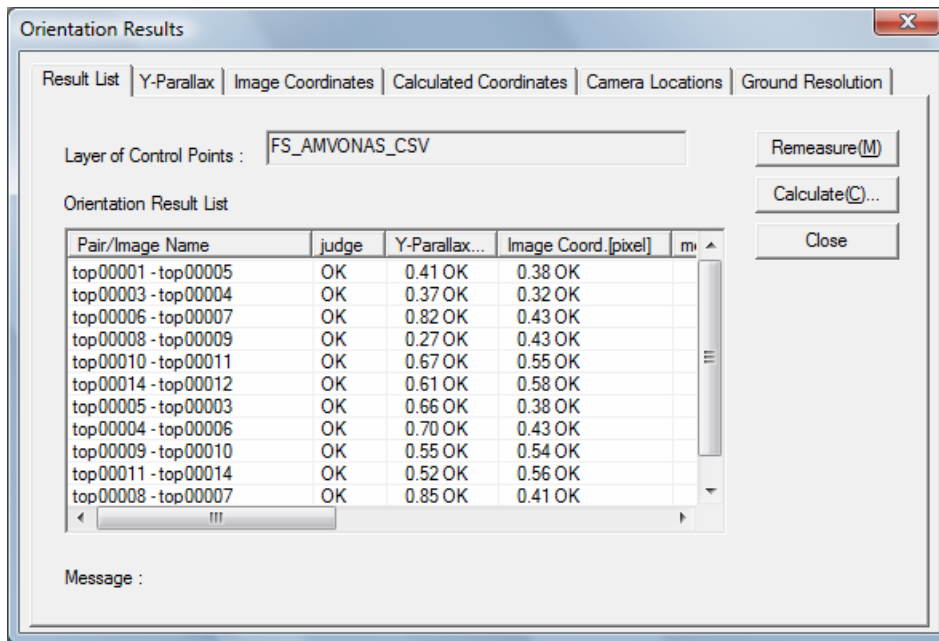 Orientation Results
Result List Y-Parallax Image Coordinates Calculated Coordinates Camera Locations Ground Resolution
Layer of Control Points : FS_AMVONAS_CSV Remeasure(M)
Calculate(C)...
Orientation Result List
Close
Pair/Image Name judge Y-Parallax... Image Coord.[pixel]
top00001 - top00005 OK 0.41 OK 0.38 OK
top00003 - top00004 OK 0.37 OK 0.32 OK
top00006 - top00007 OK 0.82 OK 0.43 OK
top00008 - top00009 OK 0.27 OK 0.43 OK
top00010 - top00011 OK 0.67 OK 0.55 OK
top00014 - top00012 OK 0.61 OK 0.58 OK
top00005 - top00003 OK 0.66 OK 0.38 OK
top00004 - top00006 OK 0.70 OK 0.43 OK
top00009 - top00010 OK 0.55 OK 0.54 OK
top00011 - top00014 OK 0.52 OK 0.56 OK
top00008 - top00007 OK 0.85 OK 0.41 OK
Message :